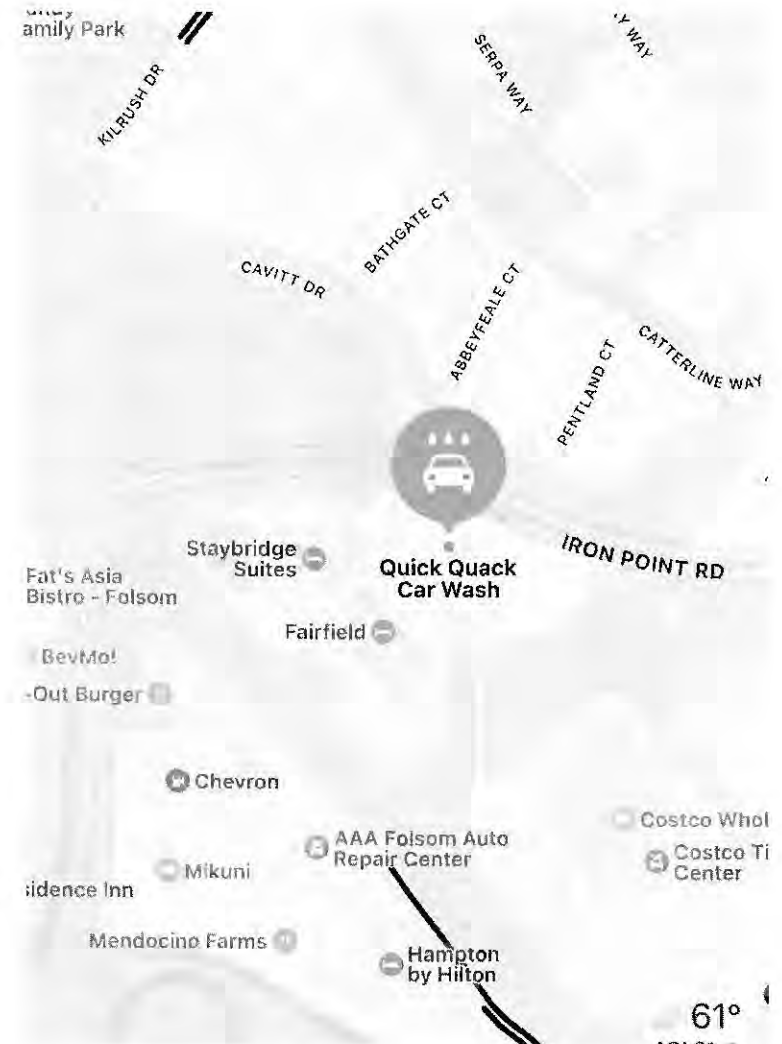 amily Park
KILRUSH DR
SERPA WAY
Y WAY
BATHGATE CT
CAVITT DR
ABBEYFEALE CT
PENTLAND CT
CATTERLINE WAY
IRON POINT RD
Staybridge
Suites
Quick Quack
Car Wash
Fat's Asia
Bistro - Folsom
Fairfield
BevMo!
-Out Burger
Chevron
Costco Whol
AAA Folsom Auto
Repair Center
Costco Ti
Center
Mikuni
sidence Inn
Mendocino Farms
Hampton
by Hilton
61°